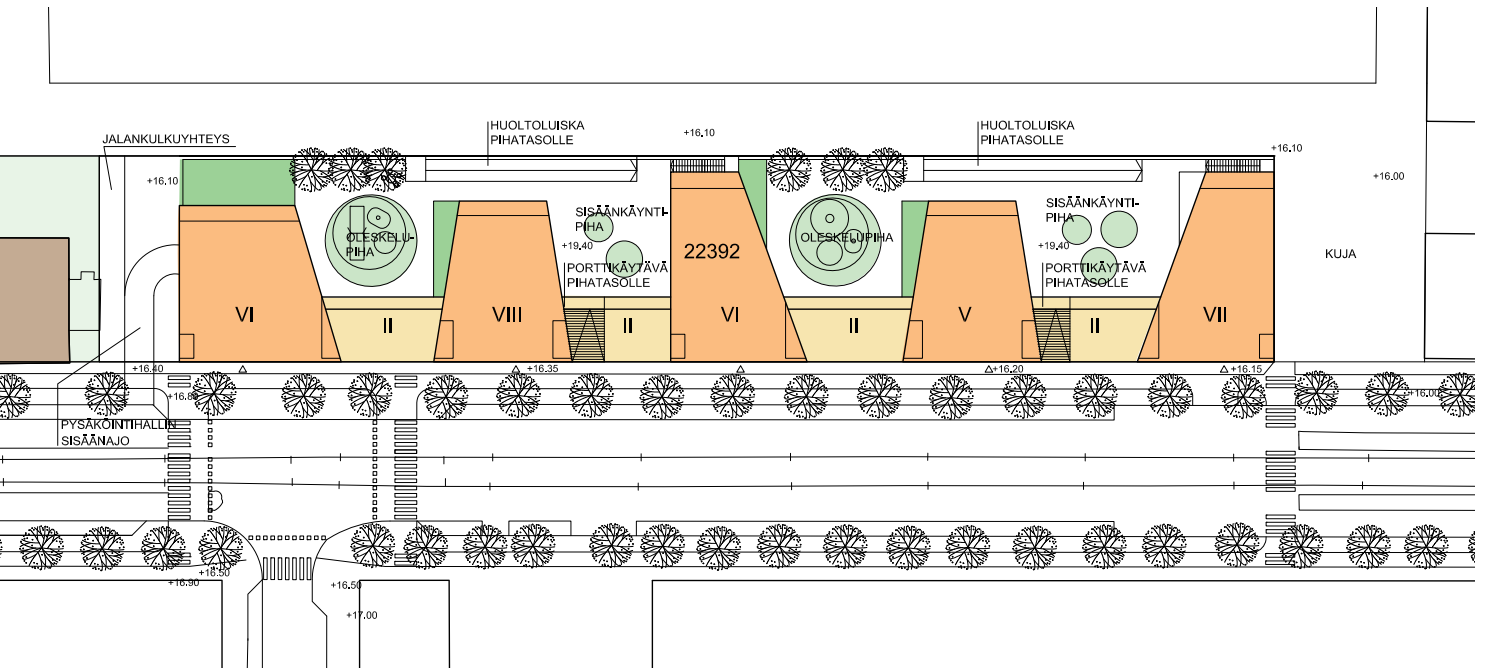 HUOLTOLUISKA
PIHATASOLLE
+16.10
HUOLTOLUISKA
PIHATASOLLE
JALANKULKUYHTEYS
+16.10
+16.10
+16.00
SISÄÄNKÄYNTI-
PIHA
SISÄÄNKÄYNTI-
PIHA
OLESKELU-
PIHA
+19.40
22392
OLESKELUPIHA
+19.40
KUJA
PORTTIKÄYTÄVÄ
PIHATASOLLE
PORTTIKÄYTÄVÄ
PIHATASOLLE
VI
II
VIII
II
VI
II
V
II
VII
+16.40
+16.35
+16.20
+16.15
+16.00
PYSÄKÖINTIHALLIN
SISÄÄNAJO
+16.50
+16.90
+16.50
+17.00